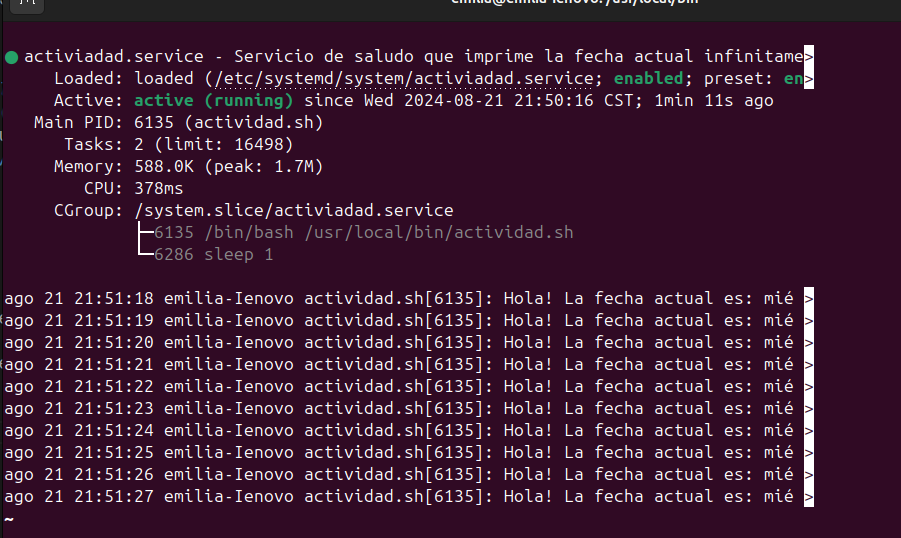 emilia@emilia-Ienovo: /usr/local/bin
● activiadad.service - Servicio de saludo que imprime la fecha actual infinitame>
Loaded: loaded (/etc/systemd/system/activiadad.service; enabled; preset: en>
Active: active (running) since Wed 2024-08-21 21:50:16 CST; 1min 11s ago
Main PID: 6135 (actividad.sh)
Tasks: 2 (limit: 16498)
Memory: 588.0K (peak: 1.7M)
CPU: 378ms
CGroup: /system.slice/activiadad.service
├─6135 /bin/bash /usr/local/bin/actividad.sh
└─6286 sleep 1
ago 21 21:51:18 emilia-Ienovo actividad.sh[6135]: Hola! La fecha actual es: mié >
ago 21 21:51:19 emilia-Ienovo actividad.sh[6135]: Hola! La fecha actual es: mié >
ago 21 21:51:20 emilia-Ienovo actividad.sh[6135]: Hola! La fecha actual es: mié >
ago 21 21:51:21 emilia-Ienovo actividad.sh[6135]: Hola! La fecha actual es: mié >
ago 21 21:51:22 emilia-Ienovo actividad.sh[6135]: Hola! La fecha actual es: mié >
ago 21 21:51:23 emilia-Ienovo actividad.sh[6135]: Hola! La fecha actual es: mié >
ago 21 21:51:24 emilia-Ienovo actividad.sh[6135]: Hola! La fecha actual es: mié >
ago 21 21:51:25 emilia-Ienovo actividad.sh[6135]: Hola! La fecha actual es: mié >
ago 21 21:51:26 emilia-Ienovo actividad.sh[6135]: Hola! La fecha actual es: mié >
ago 21 21:51:27 emilia-Ienovo actividad.sh[6135]: Hola! La fecha actual es: mié >
~